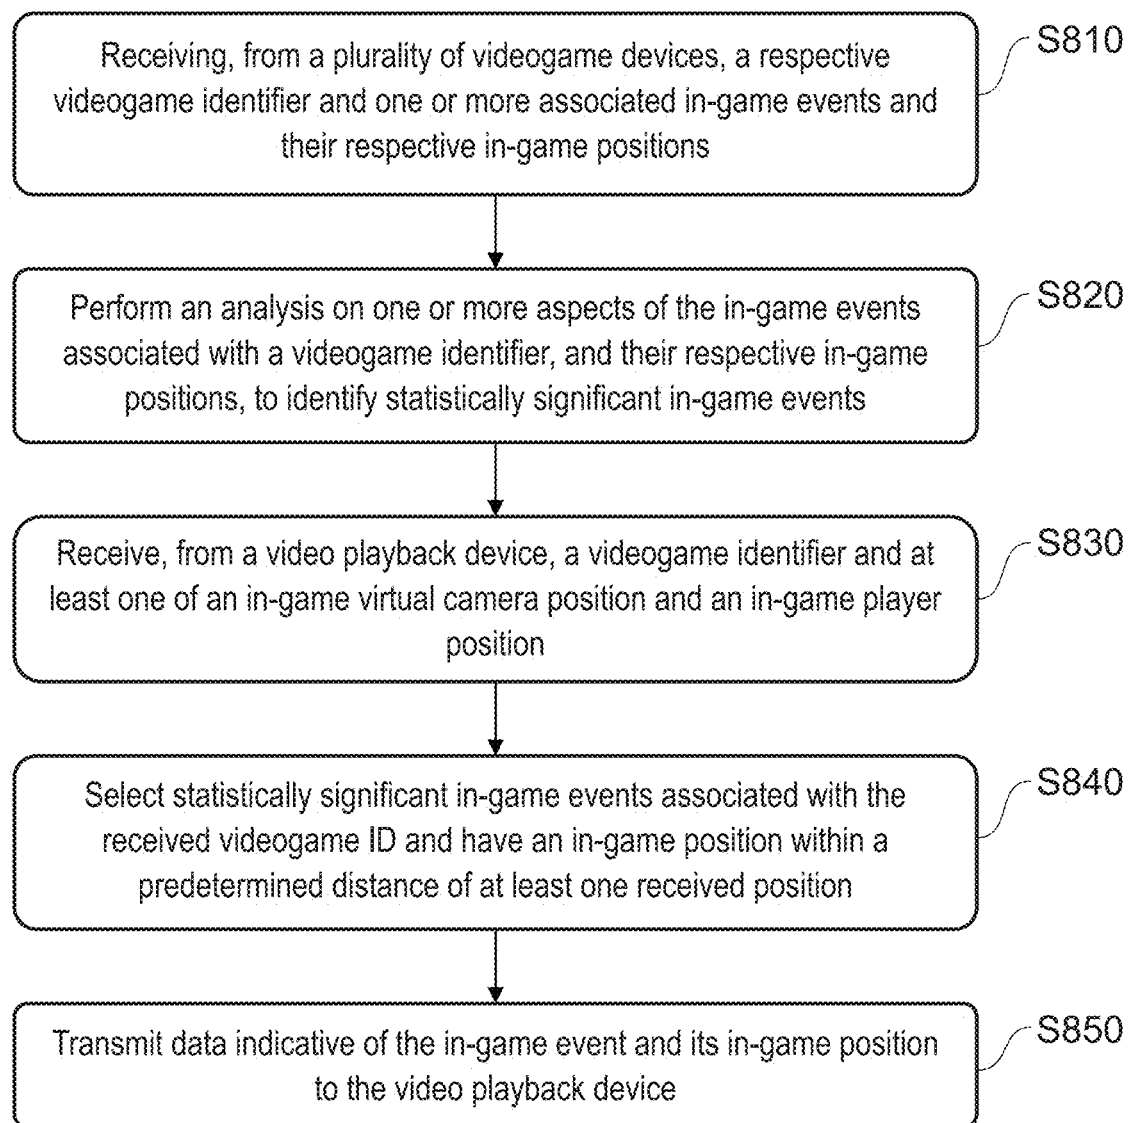 Receiving, from a plurality of videogame devices, a respective
videogame identifier and one or more associated in-game events and
their respective in-game positions
S810
Perform an analysis on one or more aspects of the in-game events
associated with a videogame identifier, and their respective in-game
positions, to identify statistically significant in-game events
S820
Receive, from a video playback device, a videogame identifier and at
least one of an in-game virtual camera position and an in-game player
position
S830
Select statistically significant in-game events associated with the
received videogame ID and have an in-game position within a
predetermined distance of at least one received position
S840
Transmit data indicative of the in-game event and its in-game position
to the video playback device
S850